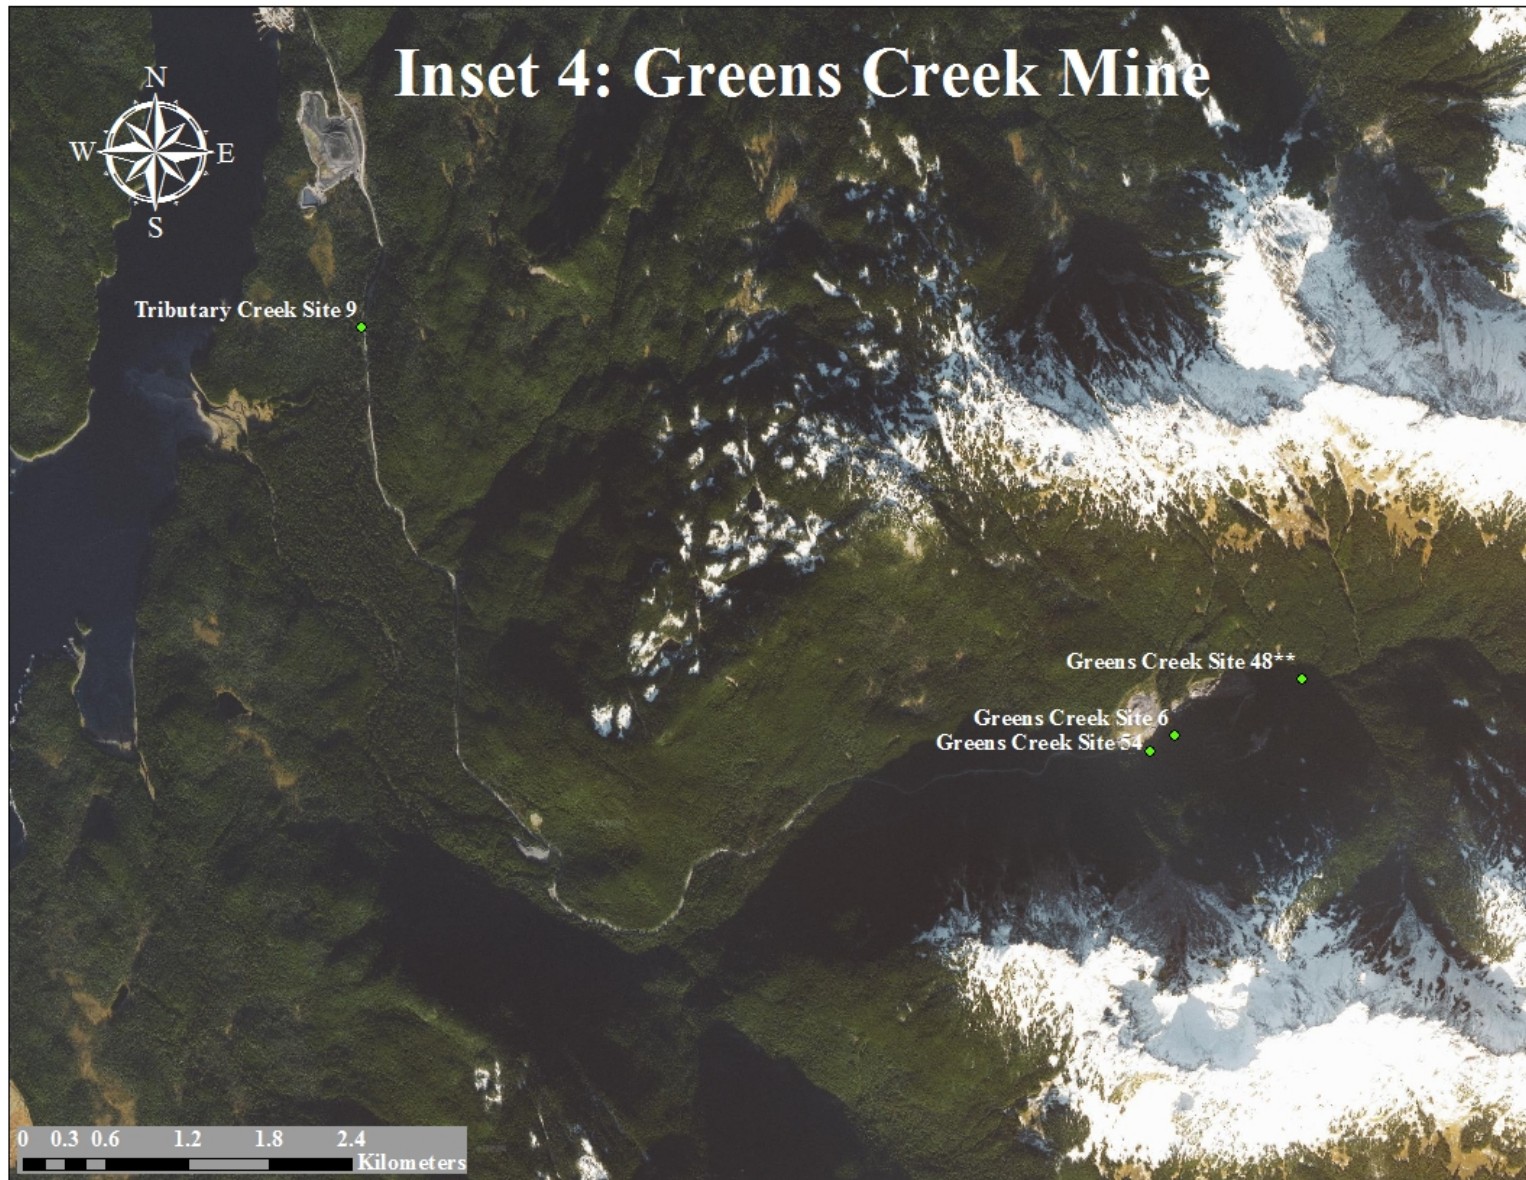 Inset 4: Greens Creek Mine
N
W E
S
Tributary Creek Site 9
Greens Creek Site 48**
Greens Creek Site 6
Greens Creek Site 54
0 0.3 0.6 1.2 1.8 2.4
Kilometers